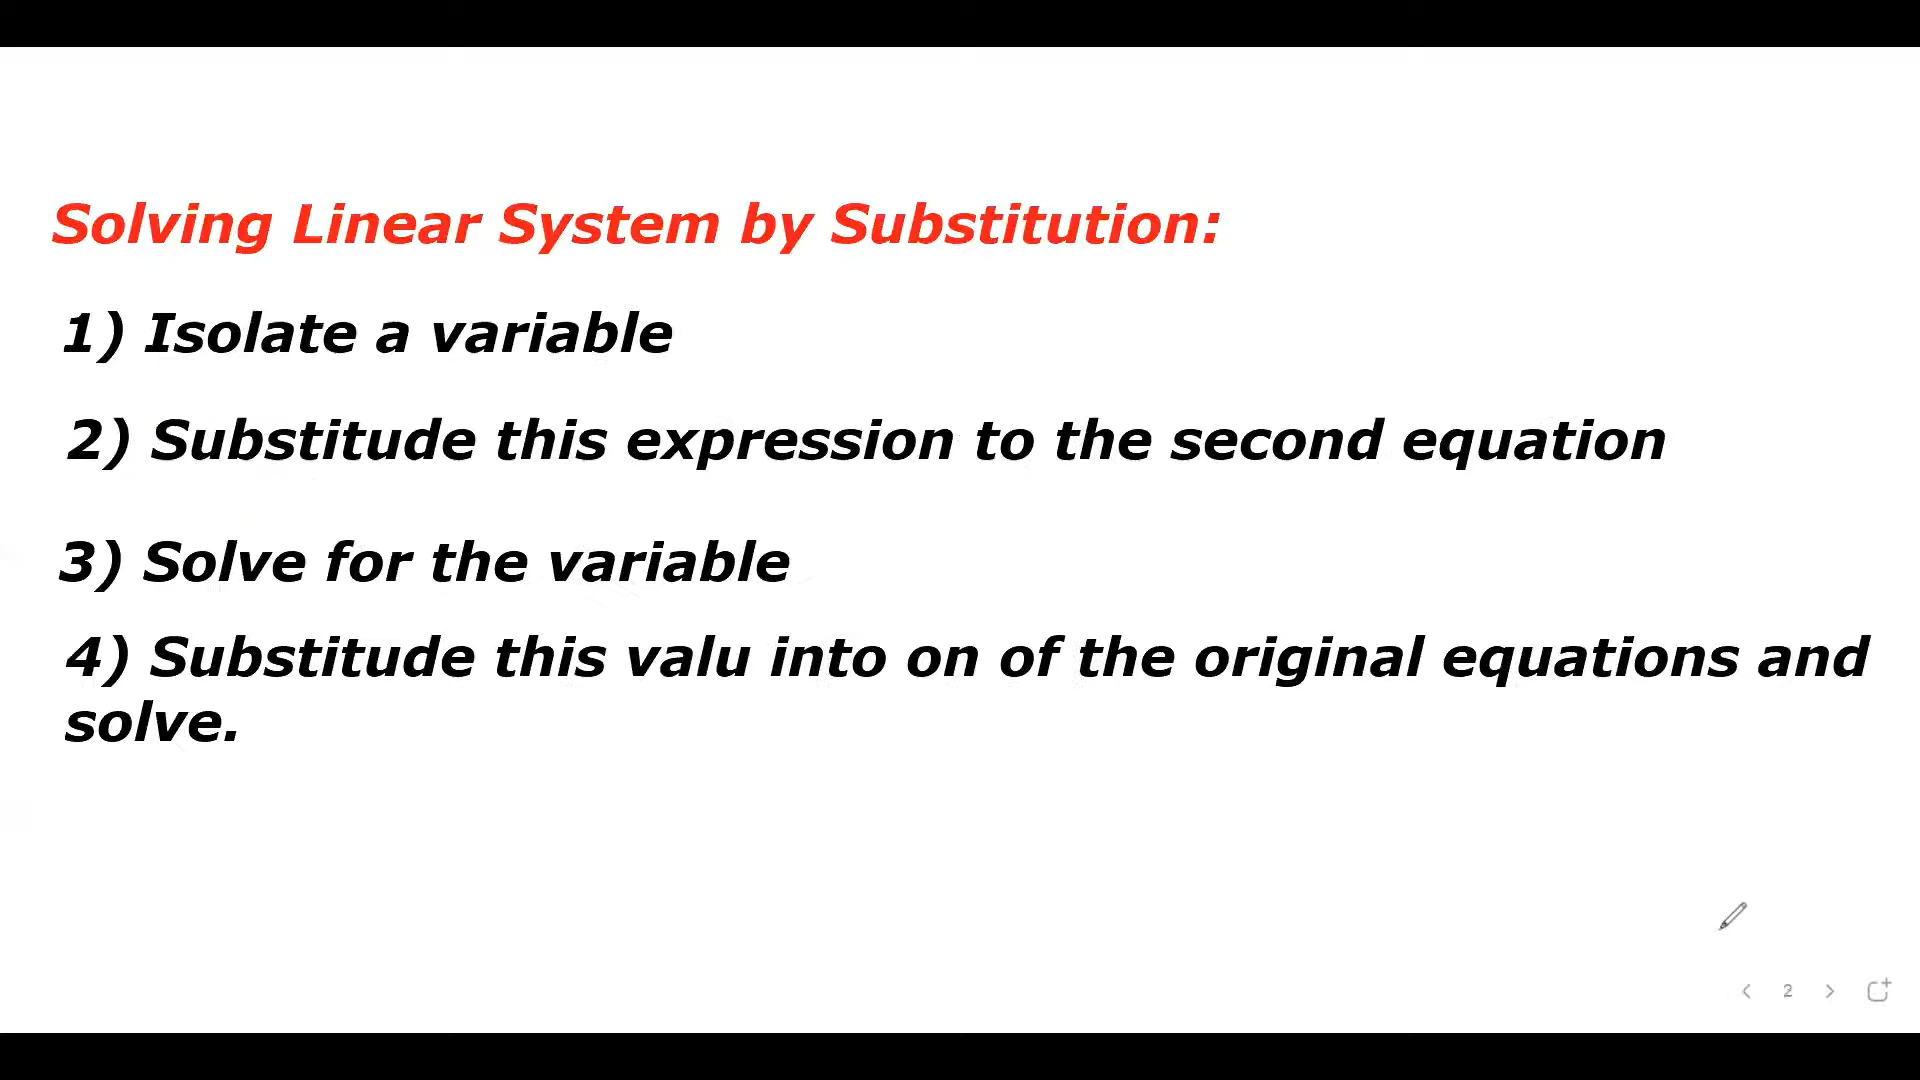 Solving Linear System by Substitution:
1) Isolate a variable
2) Substitude this expression to the second equation
3) Solve for the variable
4) Substitude this valu into on of the original equations and
solve.
2